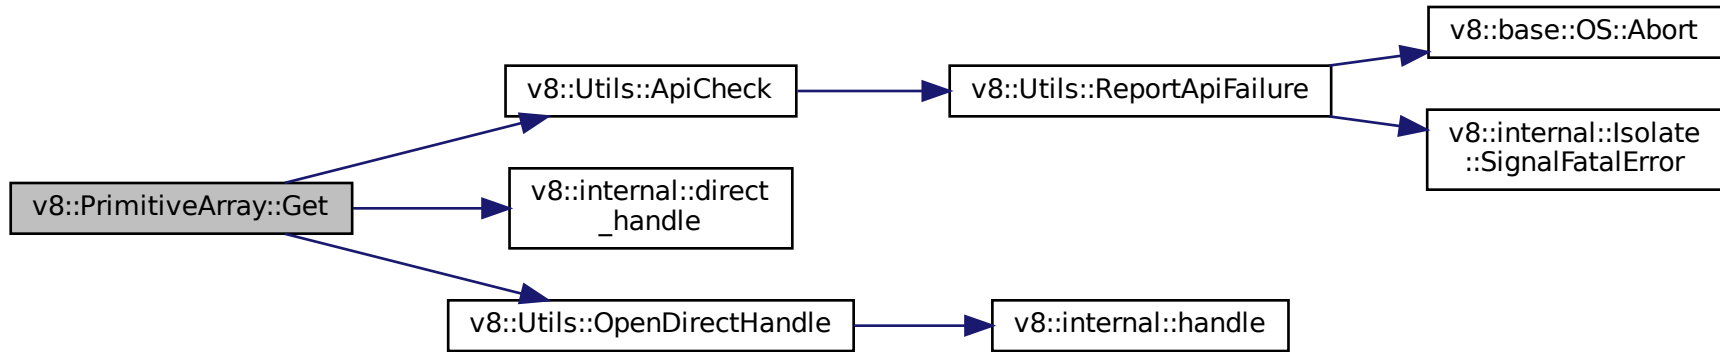 v8::PrimitiveArray::Get
v8::Utils::ApiCheck
v8::internal::direct
_handle
v8::Utils::OpenDirectHandle
v8::Utils::ReportApiFailure
v8::internal::handle
v8::base::OS::Abort
v8::internal::Isolate
::SignalFatalError